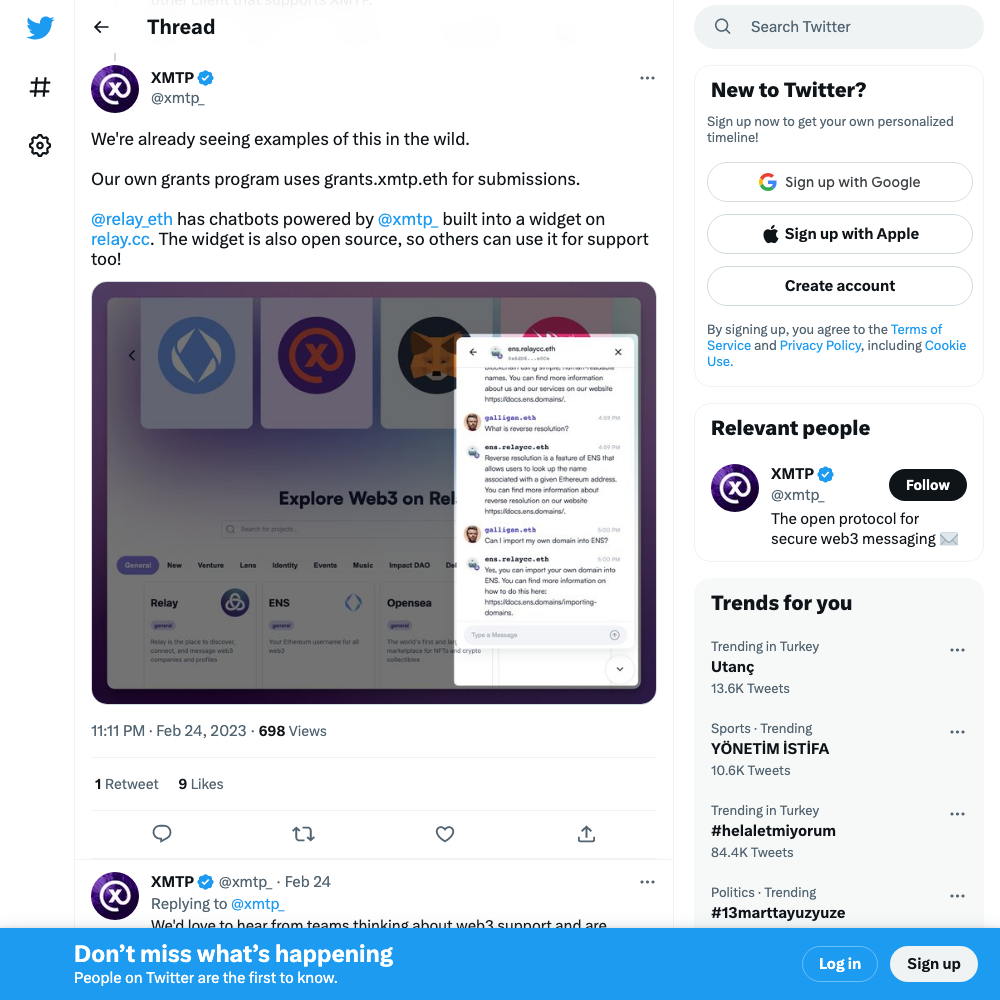 Thread
XMTP
@xmtp_
We're already seeing examples of this in the wild.
Our own grants program uses grants.xmtp.eth for submissions.
@relay_eth has chatbots powered by @xmtp_ built into a widget on
relay.cc. The widget is also open source, so others can use it for support
too!
ens.relaycc.eth
blockchain using simple, human-readable
names. You can find more information
about us and our services on our website
https://docs.ens.domains/.
galligan.eth 4:59 PM
What is reverse resolution?
ens.relaycc.eth 4:59 PM
Reverse resolution is a feature of ENS that
allows users to look up the name
associated with a given Ethereum address.
You can find more information about
reverse resolution on our website
https://docs.ens.domains/.
galligan.eth 5:00 PM
Can I import my own domain into ENS?
ens.relaycc.eth 5:00 PM
Yes, you can import your own domain into
ENS. You can find more information on
how to do this here:
https://docs.ens.domains/importing-
domains.
Type a Message
Explore Web3 on Rel
Search for projects...
General New Venture Lens Identity Events Music Impact DAO De
Relay
general
Relay is the place to discover,
connect, and message web3
companies and profiles
ENS
general
Your Ethereum username for all
web3
Opensea
general
The world's first and
marketplace for NFTs and crypto
collectibles
11:11 PM · Feb 24, 2023 · 698 Views
1 Retweet 9 Likes
XMTP @xmtp_ · Feb 24
Replying to @xmtp_
We'd love to hear from teams thinking about web3 support and are
Search Twitter
New to Twitter?
Sign up now to get your own personalized
timeline!
Sign up with Google
Sign up with Apple
Create account
By signing up, you agree to the Terms of
Service and Privacy Policy, including Cookie
Use.
Relevant people
XMTP
@xmtp_
Follow
The open protocol for
secure web3 messaging
Trends for you
Trending in Turkey
Utanç
13.6K Tweets
Sports · Trending
YÖNETİM İSTİFA
10.6K Tweets
Trending in Turkey
#helaletmiyorum
84.4K Tweets
Politics · Trending
#13marttayuzyuze
Don't miss what's happening
People on Twitter are the first to know.
Log in
Sign up